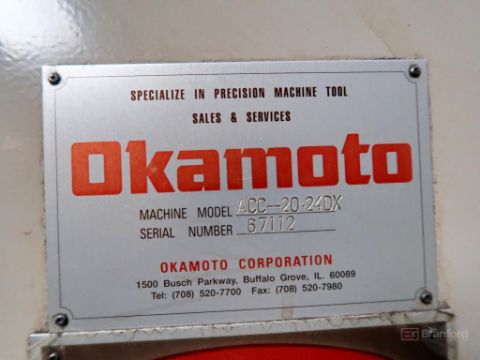 SPECIALIZE IN PRECISION MACHINE TOOL
SALES & SERVICES
Okamoto
MACHINE MODEL ACC-20·24DX
SERIAL NUMBER 67112
OKAMOTO CORPORATION
1500 Busch Parkway, Buffalo Grove, IL. 60089
Tel: (708) 520-7700 Fax: (708) 520-7980
Branford